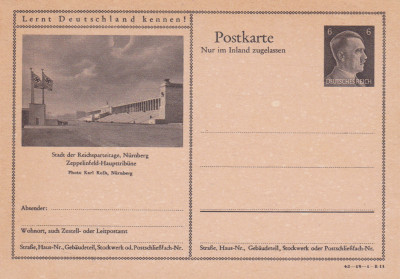 Lernt Deutschland kennen!
Stadt der Reichsparteitage, Nürnberg
Zeppelinfeld-Haupttribüne
Photo Karl Kolb, Nürnberg
Absender:
Wohnort, auch Zustell- oder Leitpostamt
Straße, Haus-Nr., Gebäudeteil, Stockwerk od. Postschließfach-Nr.
Postkarte
Nur im Inland zugelassen
6 6
DEUTSCHES REICH
Straße, Haus-Nr., Gebäudeteil, Stockwerk oder Postschließfach-Nr.